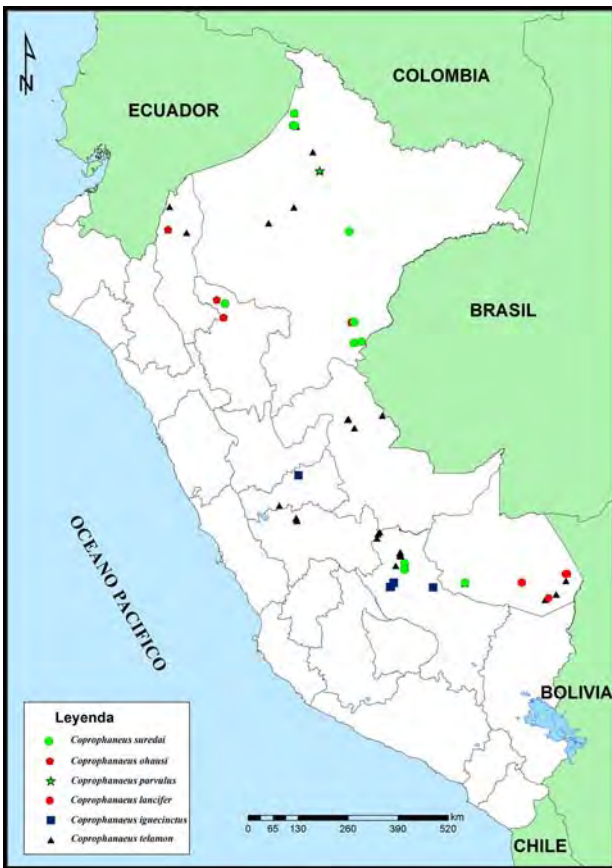 N
COLOMBIA
ECUADOR
BRASIL
OCEANO PACIFICO
BOLIVIA
Leyenda
Coprophaneus suredai
Coprophanaeus ohausi
Coprophanaeus parvulus
Coprophanaeus lancifer
Coprophanaeus ignecinctus
Coprophanaeus telamon
km
0 65 130 260 390 520
CHILE